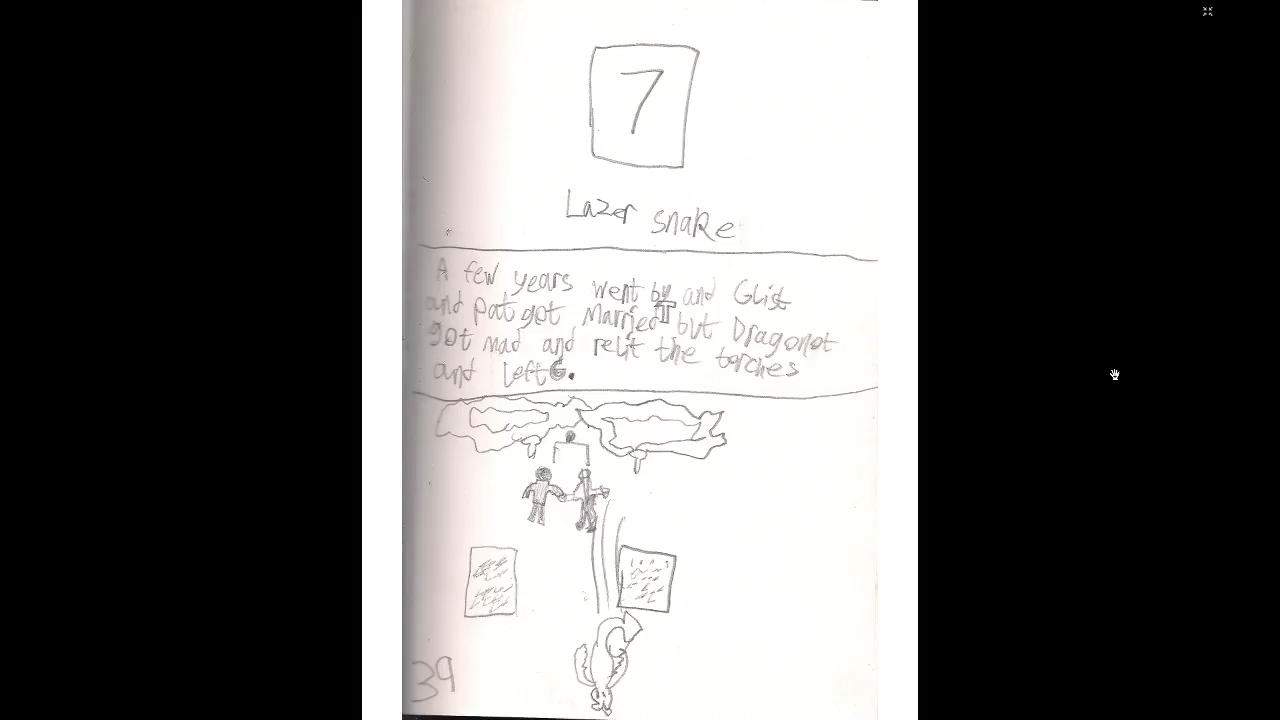 7
Lazer snake
A few years went by and Glist
and pat got Married but Dragonot
got mad and relit the torches
and left.
39